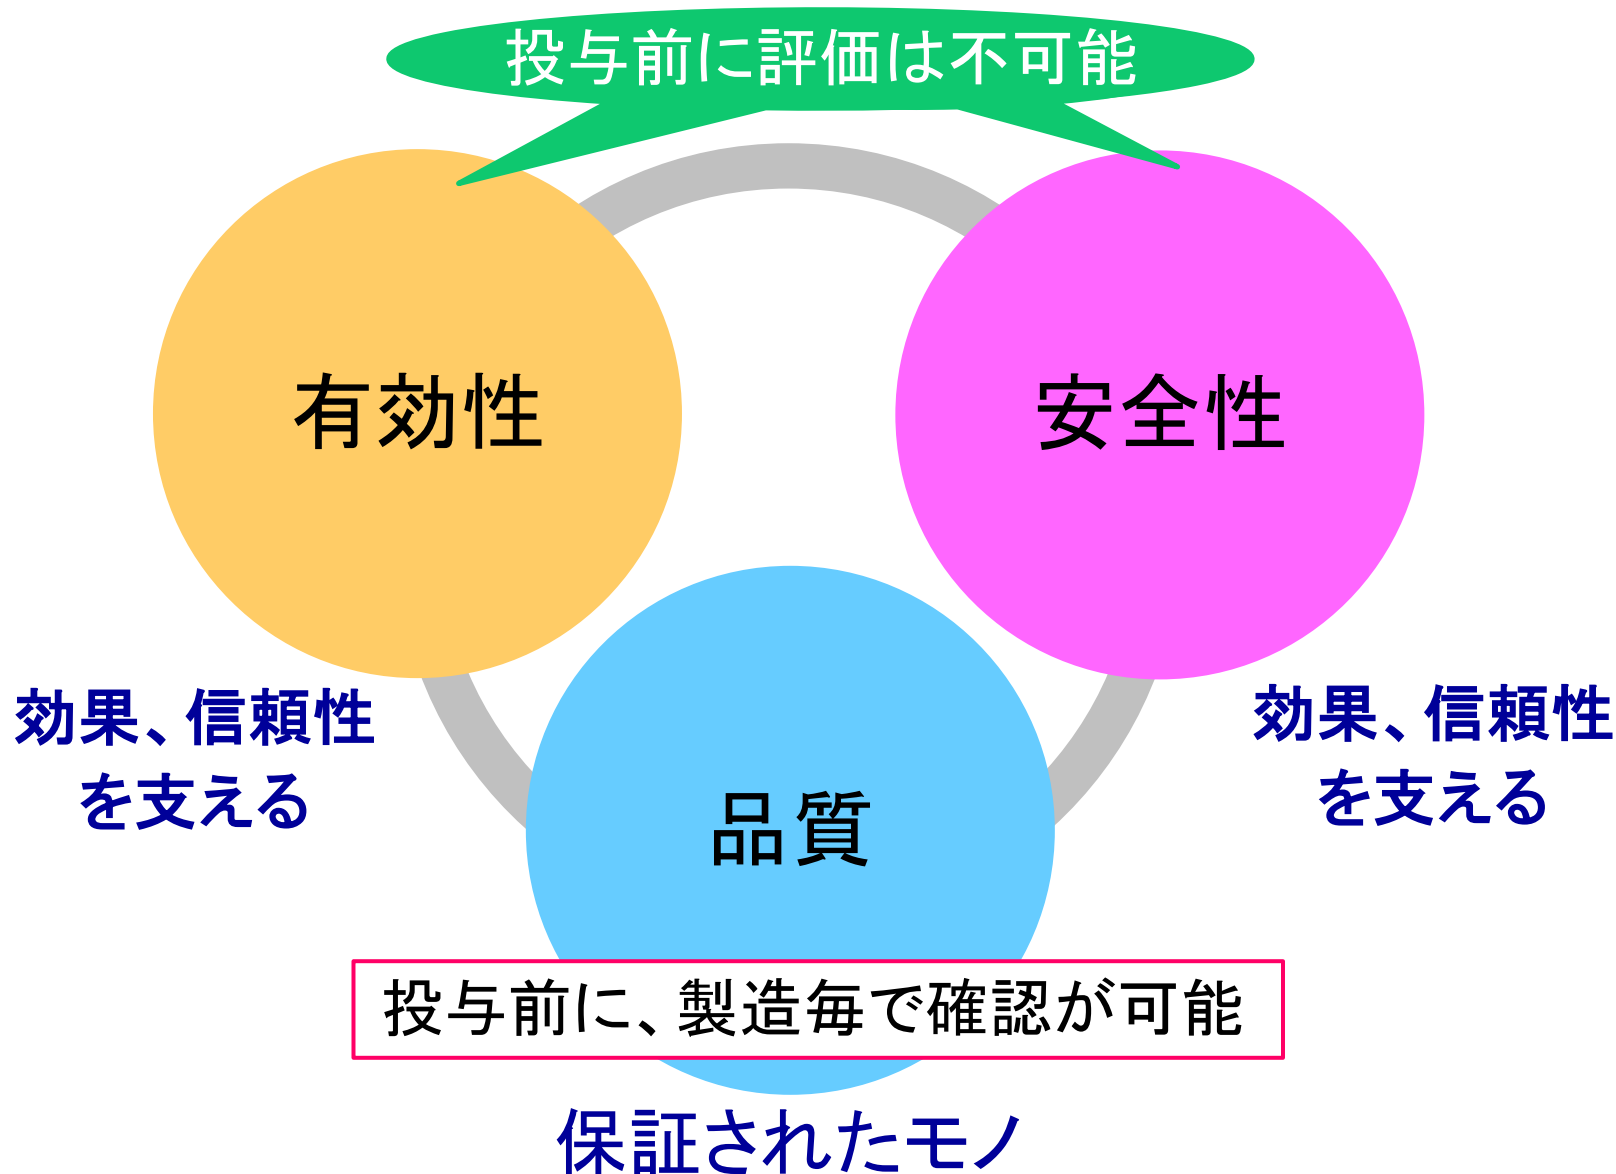 投与前に評価は不可能
有効性
安全性
効果、信頼性
を支える
効果、信頼性
を支える
品質
投与前に、製造毎で確認が可能
保証されたモノ